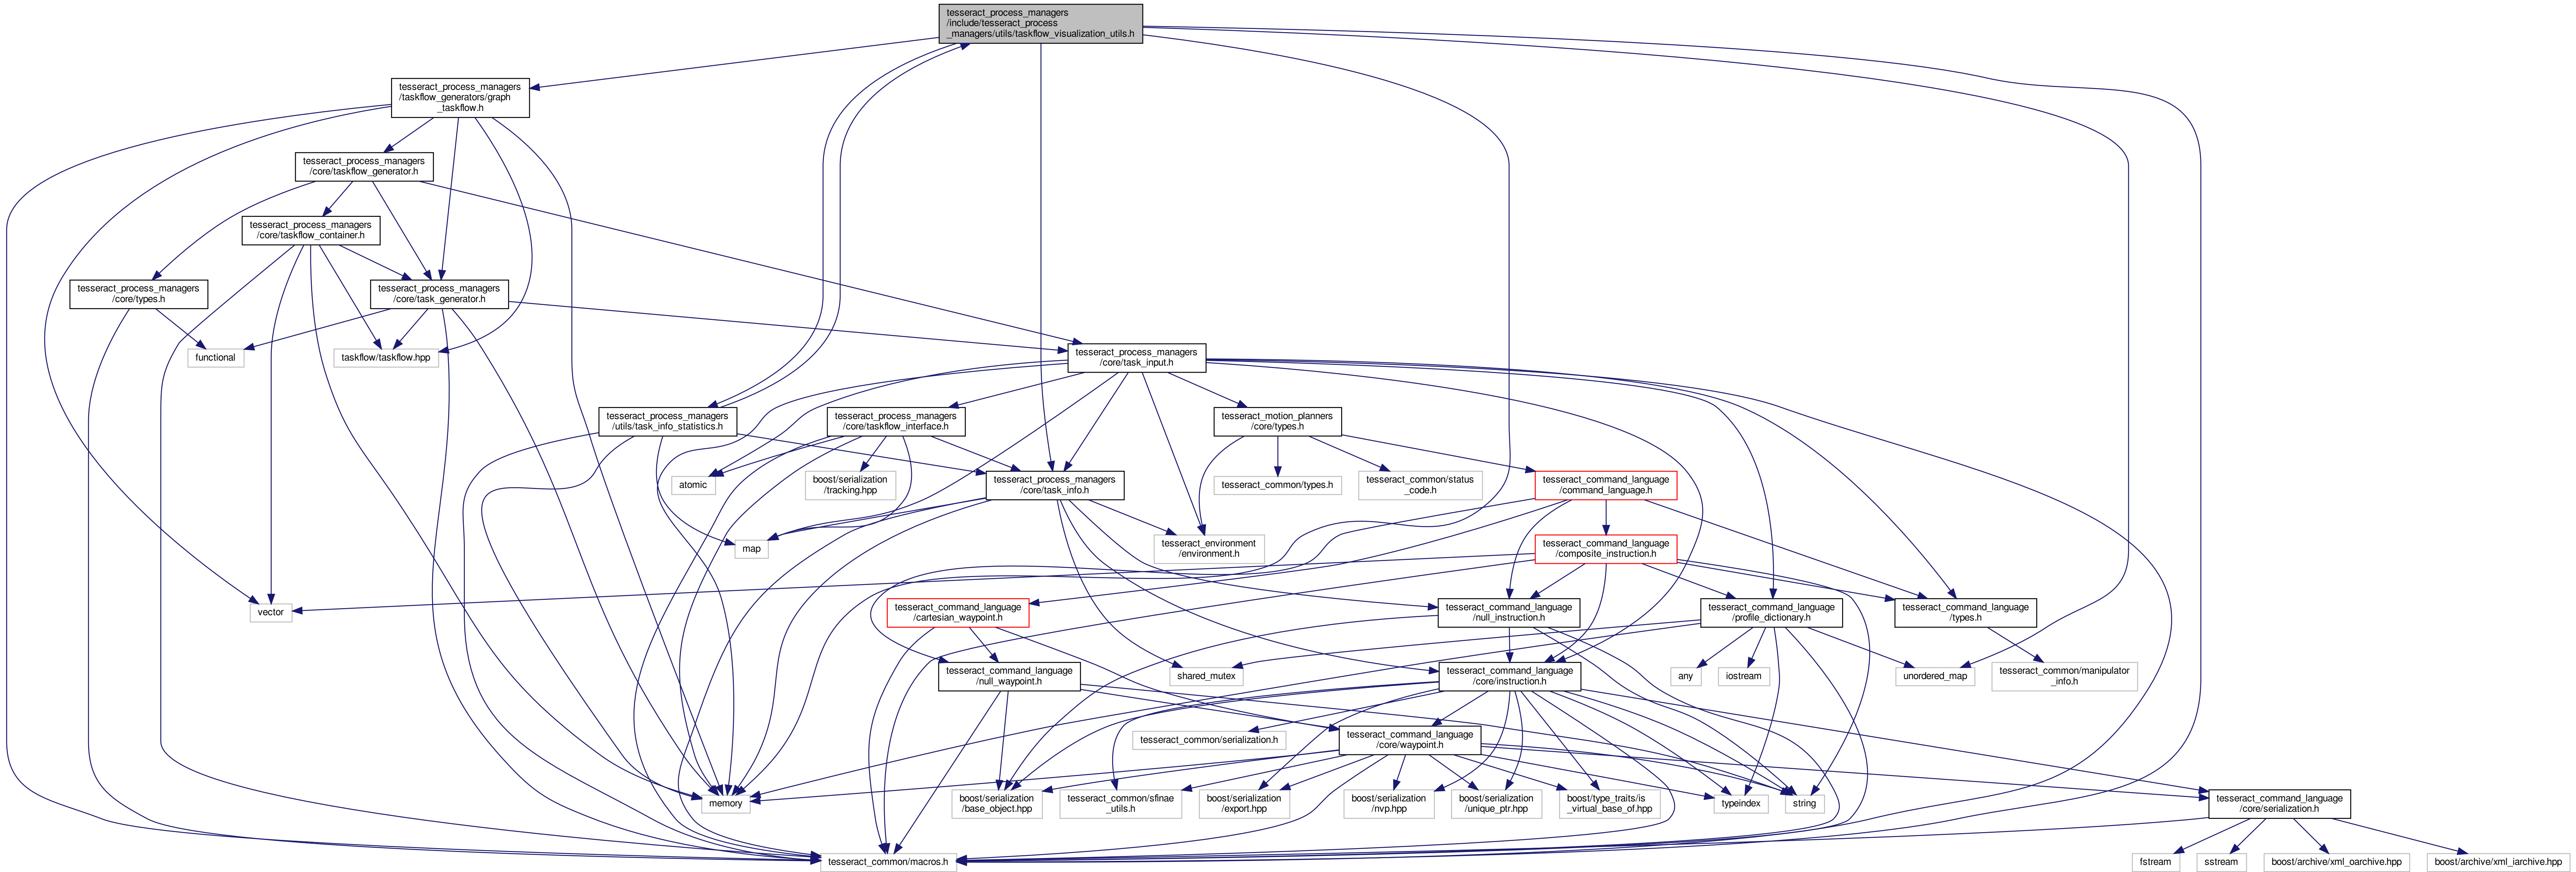 tesseract_process_managers
/include/tesseract_process
_managers/utils/taskflow_visualization_utils.h
tesseract_process_managers
/taskflow_generators/graph
_taskflow.h
tesseract_process_managers
/core/taskflow_generator.h
tesseract_process_managers
/core/taskflow_container.h
tesseract_process_managers
/core/types.h
tesseract_process_managers
/core/task_generator.h
functional
taskflow/taskflow.hpp
tesseract_process_managers
/core/task_input.h
tesseract_process_managers
/utils/task_info_statistics.h
tesseract_process_managers
/core/taskflow_interface.h
tesseract_motion_planners
/core/types.h
atomic
boost/serialization
/tracking.hpp
tesseract_process_managers
/core/task_info.h
tesseract_common/types.h
tesseract_common/status
_code.h
tesseract_command_language
/command_language.h
map
tesseract_environment
/environment.h
tesseract_command_language
/composite_instruction.h
vector
tesseract_command_language
/cartesian_waypoint.h
tesseract_command_language
/null_instruction.h
tesseract_command_language
/profile_dictionary.h
tesseract_command_language
/types.h
tesseract_command_language
/null_waypoint.h
shared_mutex
tesseract_command_language
/core/instruction.h
any
iostream
unordered_map
tesseract_common/manipulator
_info.h
tesseract_common/serialization.h
tesseract_command_language
/core/waypoint.h
memory
boost/serialization
/base_object.hpp
tesseract_common/sfinae
_utils.h
boost/serialization
/export.hpp
boost/serialization
/nvp.hpp
boost/serialization
/unique_ptr.hpp
boost/type_traits/is
_virtual_base_of.hpp
typeindex
string
tesseract_command_language
/core/serialization.h
tesseract_common/macros.h
fstream
sstream
boost/archive/xml_oarchive.hpp
boost/archive/xml_iarchive.hpp